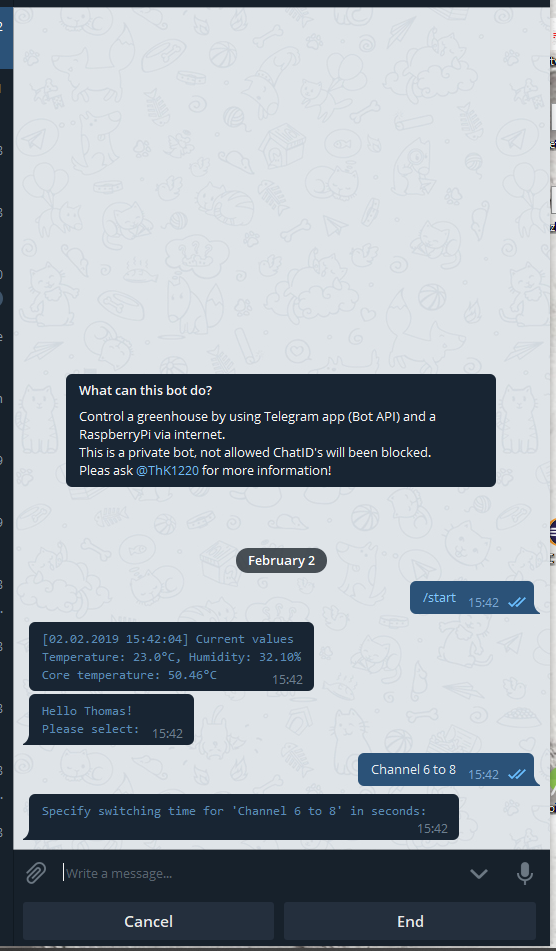 What can this bot do?
Control a greenhouse by using Telegram app (Bot API) and a
RaspberryPi via internet.
This is a private bot, not allowed ChatID's will been blocked.
Pleas ask @ThK1220 for more information!
February 2
/start 15:42
[02.02.2019 15:42:04] Current values
Temperature: 23.0°C, Humidity: 32.10%
Core temperature: 50.46°C 15:42
Hello Thomas!
Please select: 15:42
Channel 6 to 8 15:42
Specify switching time for 'Channel 6 to 8' in seconds:
15:42
Write a message...
Cancel End